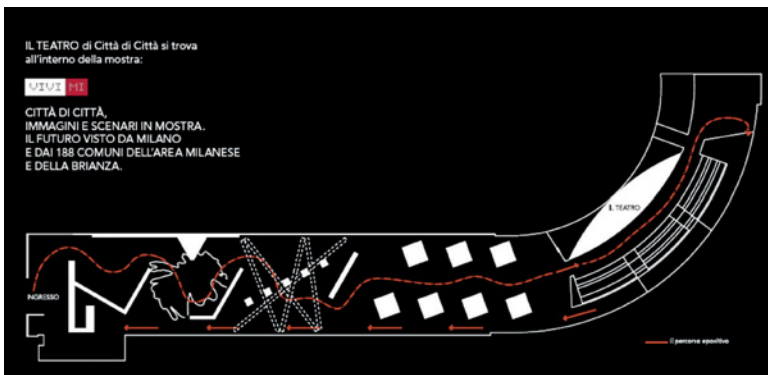 IL TEATRO di Città di Città si trova
all'interno della mostra:
VIVI MI
CITTÀ DI CITTÀ,
IMMAGINI E SCENARI IN MOSTRA.
IL FUTURO VISTO DA MILANO
E DAI 188 COMUNI DELL'AREA MILANESE
E DELLA BRIANZA.
IL TEATRO
INGRESSO
il percorso epositivo